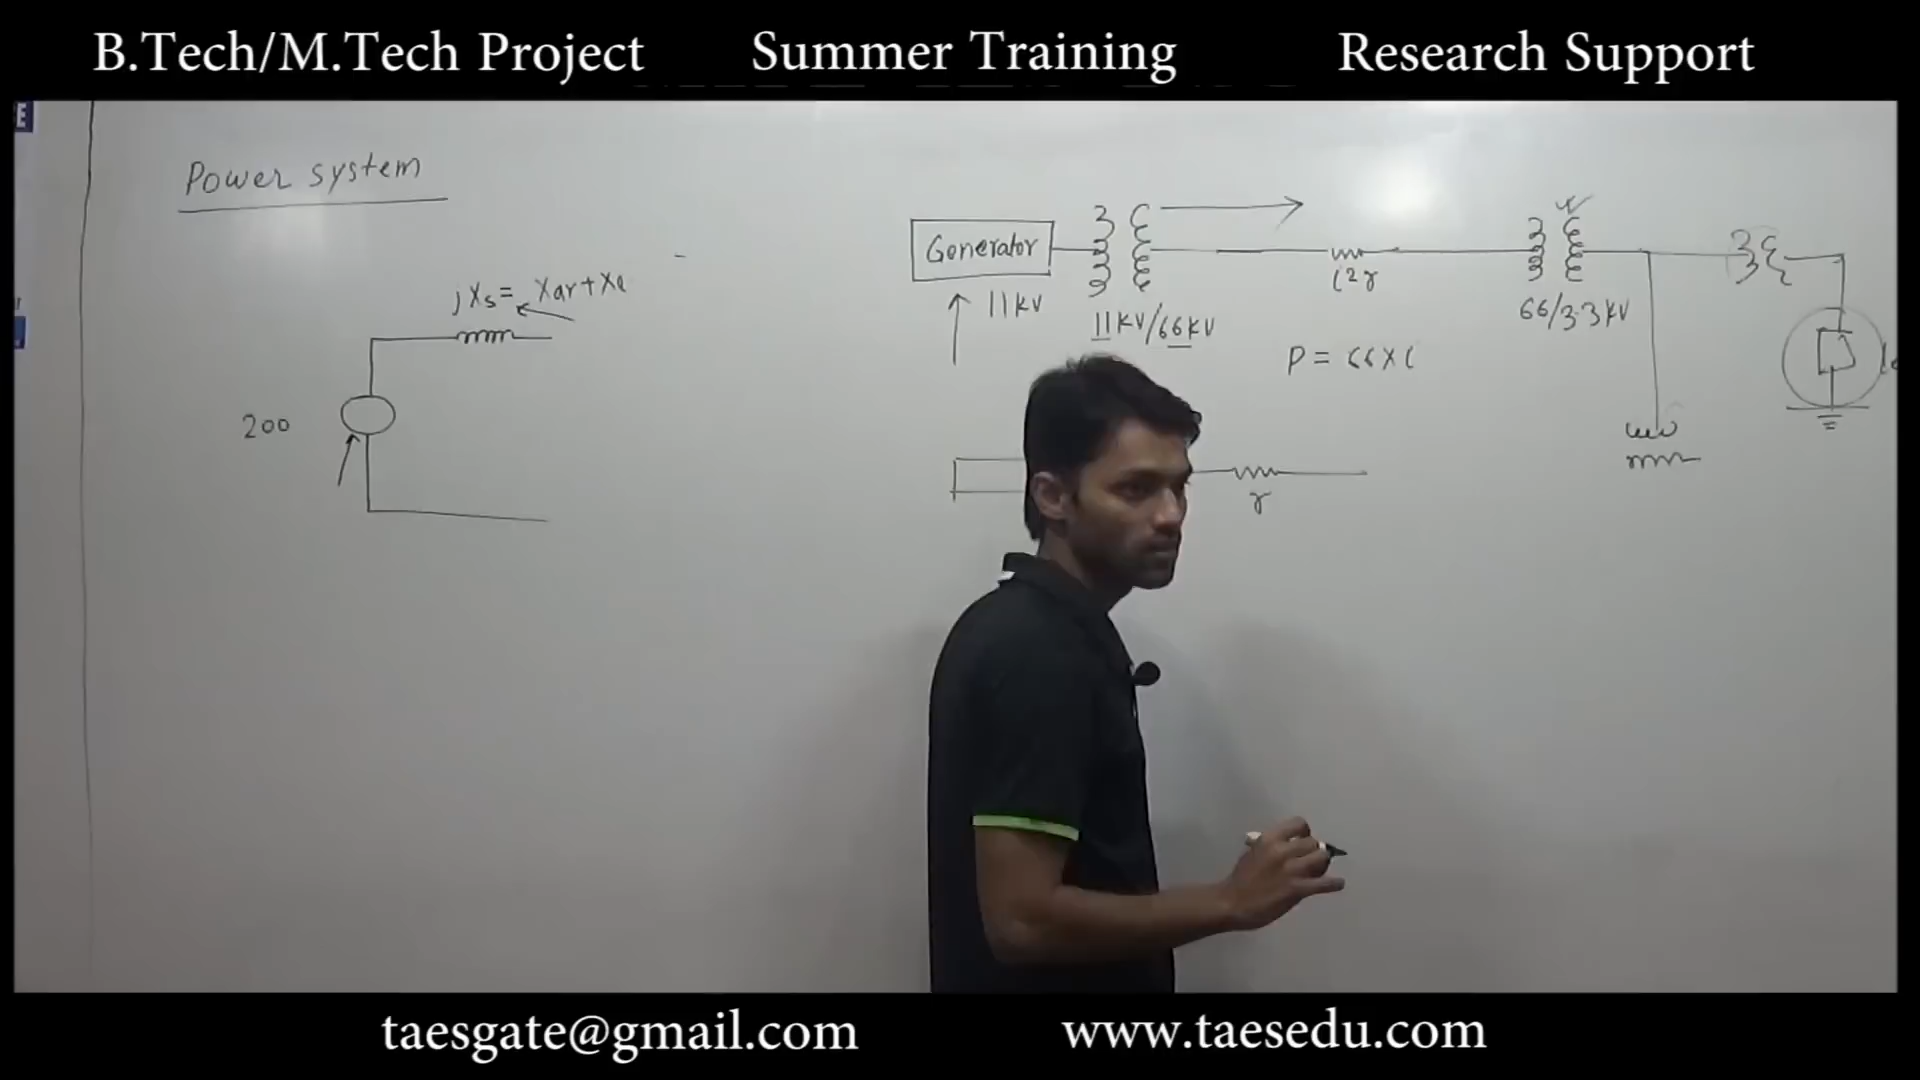 B.Tech/M.Tech Project Summer Training Research Support
E
Power system
jXs = Xar + Xe
200
Generator
11kV
11kV/66kV
i²r
66/3.3kV
P = 66×i
r
taesgate@gmail.com www.taesedu.com